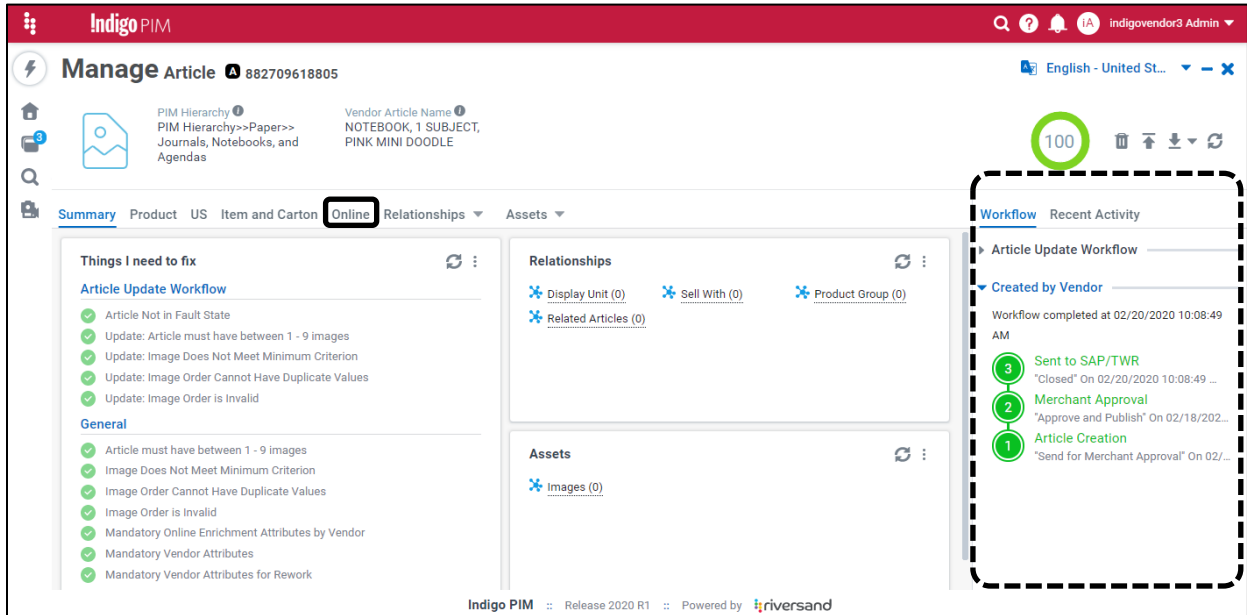 Indigo PIM
? iA indigovendor3 Admin
Manage Article A 882709618805
English - United St...
PIM Hierarchy i
PIM Hierarchy>>Paper>>
Journals, Notebooks, and
Agendas
Vendor Article Name i
NOTEBOOK, 1 SUBJECT,
PINK MINI DOODLE
3
100
Summary Product US Item and Carton Online Relationships Assets
Things I need to fix
Article Update Workflow
Article Not in Fault State
Update: Article must have between 1 - 9 images
Update: Image Does Not Meet Minimum Criterion
Update: Image Order Cannot Have Duplicate Values
Update: Image Order is Invalid
General
Article must have between 1 - 9 images
Image Does Not Meet Minimum Criterion
Image Order Cannot Have Duplicate Values
Image Order is Invalid
Mandatory Online Enrichment Attributes by Vendor
Mandatory Vendor Attributes
Mandatory Vendor Attributes for Rework
Relationships
Display Unit (0) Sell With (0) Product Group (0)
Related Articles (0)
Assets
Images (0)
Workflow Recent Activity
Article Update Workflow
Created by Vendor
Workflow completed at 02/20/2020 10:08:49
AM
3 Sent to SAP/TWR
"Closed" On 02/20/2020 10:08:49 ...
2 Merchant Approval
"Approve and Publish" On 02/18/202...
1 Article Creation
"Send for Merchant Approval" On 02/...
Indigo PIM :: Release 2020 R1 :: Powered by riversand